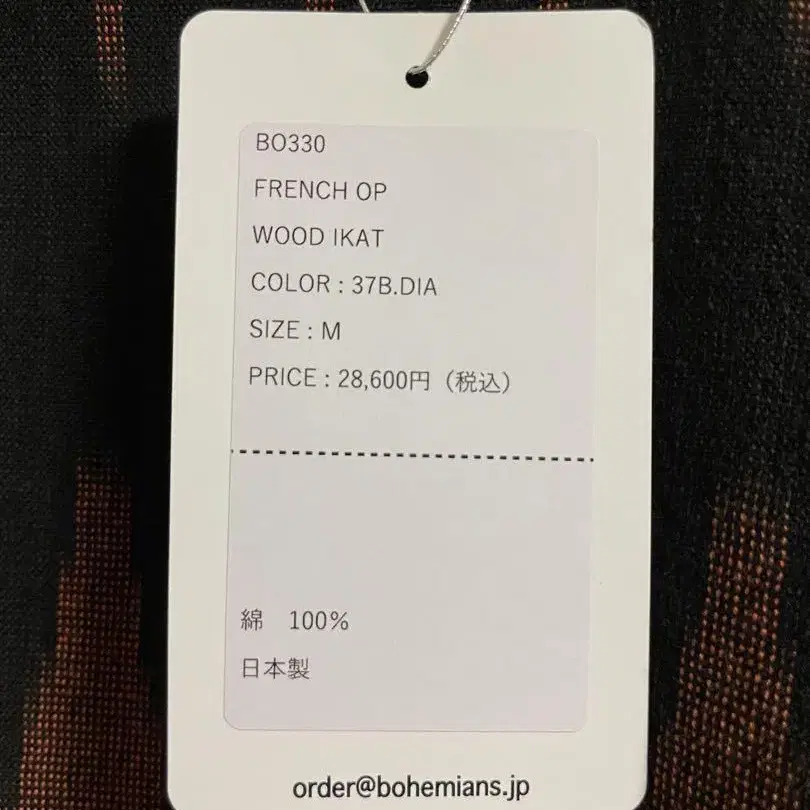 BO330
FRENCH OP
WOOD IKAT
COLOR : 37B.DIA
SIZE : M
PRICE : 28,600円（税込）
綿　100%
日本製
order@bohemians.jp